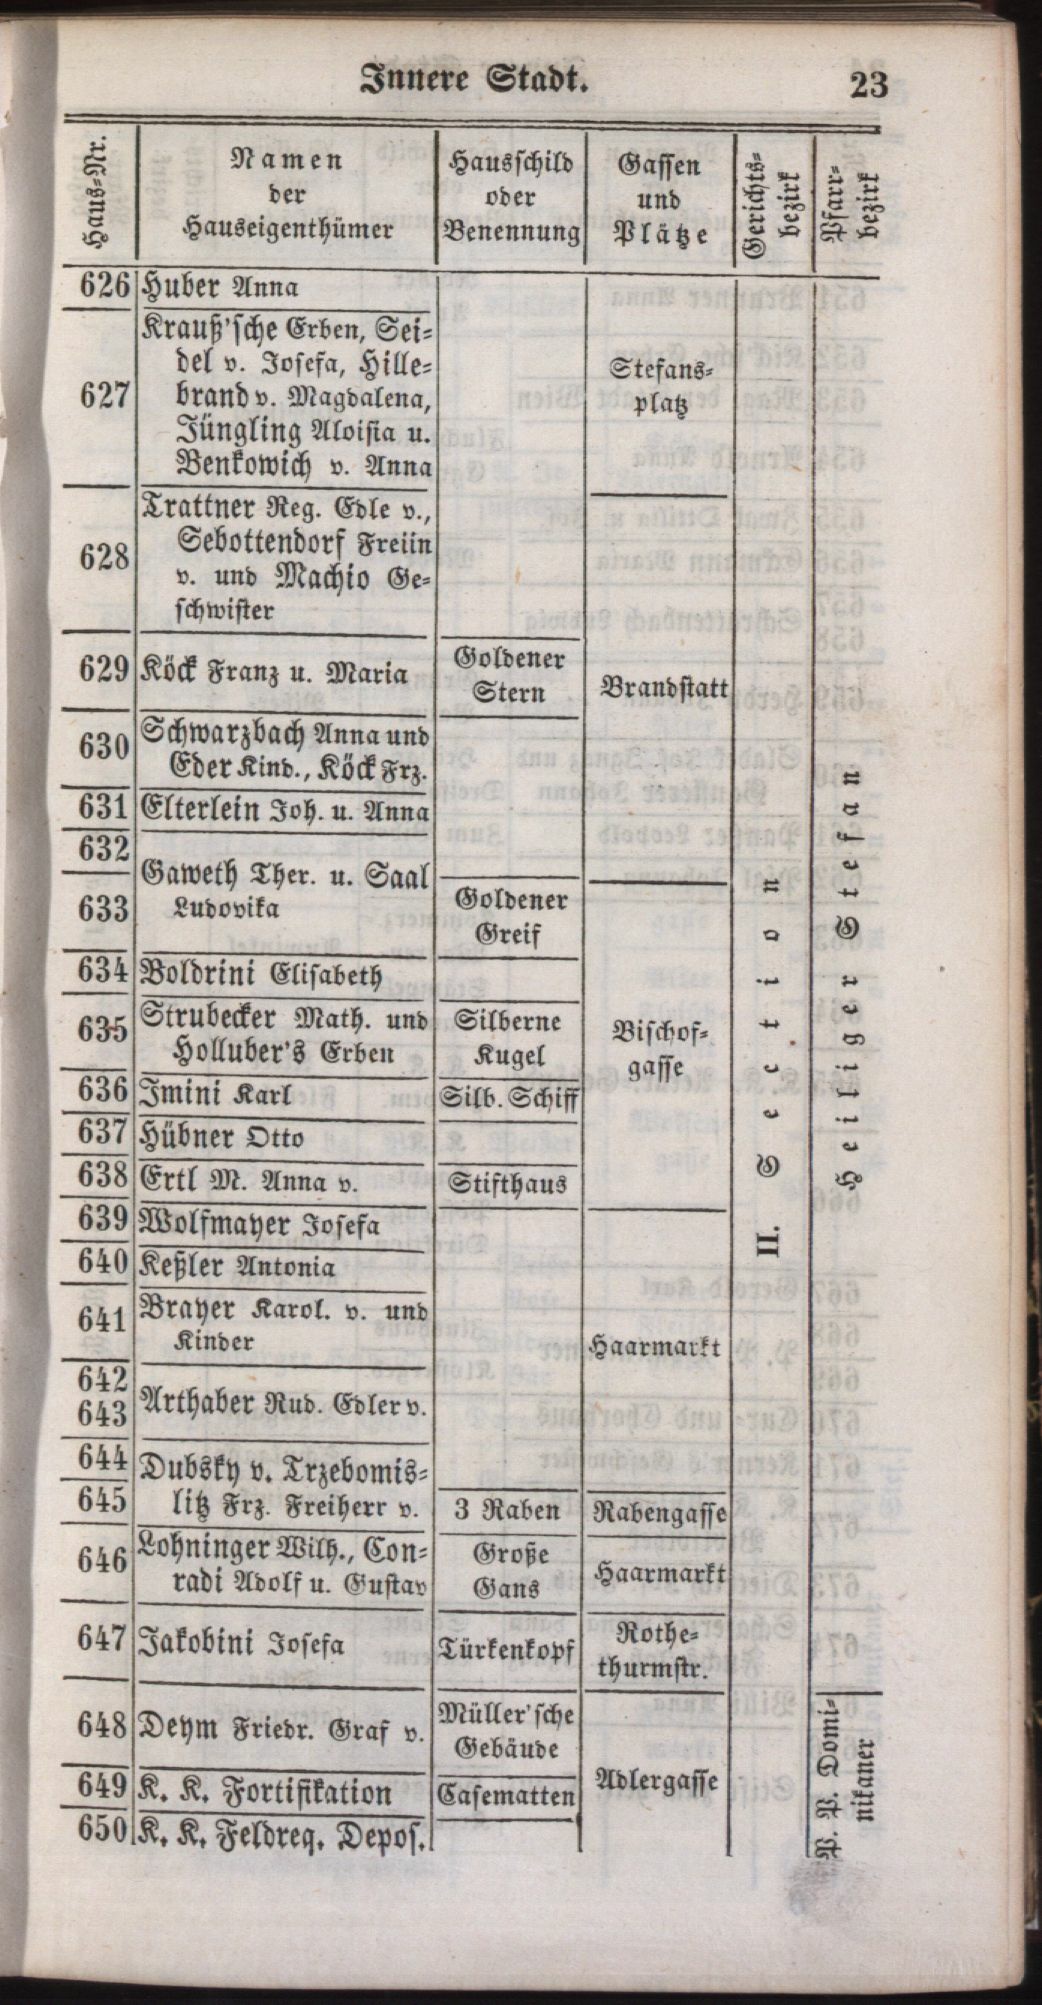 Innere Stadt. 23
Haus-Nr.
Namen
der
Hauseigenthümer
Hausschild
oder
Benennung
Gassen
und
Plätze
Gerichts-
bezirk
Pfarr-
bezirk
626 Huber Anna
627 Krauß'sche Erben, Sei-
del v. Josefa, Hille-
brand v. Magdalena,
Jüngling Aloisia u.
Benkowich v. Anna
Stefans-
platz
628 Trattner Reg. Edle v.,
Sebottendorf Freiin
v. und Machio Ge-
schwister
629 Köck Franz u. Maria
Goldener
Stern
Brandstatt
630 Schwarzbach Anna und
Eder Kind., Köck Frz.
631 Elterlein Joh. u. Anna
632
633
Gaweth Ther. u. Saal
Ludovika
Goldener
Greif
634 Boldrini Elisabeth
635 Strubecker Math. und
Holluber's Erben
Silberne
Kugel
Bischof-
gasse
636 Imini Karl Silb. Schiff
637 Hübner Otto
638 Ertl M. Anna v. Stifthaus
639 Wolfmayer Josefa
640 Keßler Antonia
641 Brayer Karol. v. und
Kinder
Haarmarkt
642
643
Arthaber Rud. Edler v.
644
645
Dubsky v. Trzebomis-
litz Frz. Freiherr v.
3 Raben Rabengasse
646 Lohninger Wilh., Con-
radi Adolf u. Gustav
Große
Gans
Haarmarkt
647 Jakobini Josefa Türkenkopf
Rothe-
thurmstr.
648 Deym Friedr. Graf v.
Müller'sche
Gebäude
Adlergasse
649 K. K. Fortifikation Casematten
650 K. K. Feldreq. Depos.
II. Section
Heiliger Stefan
P. P. Domi-
nikaner